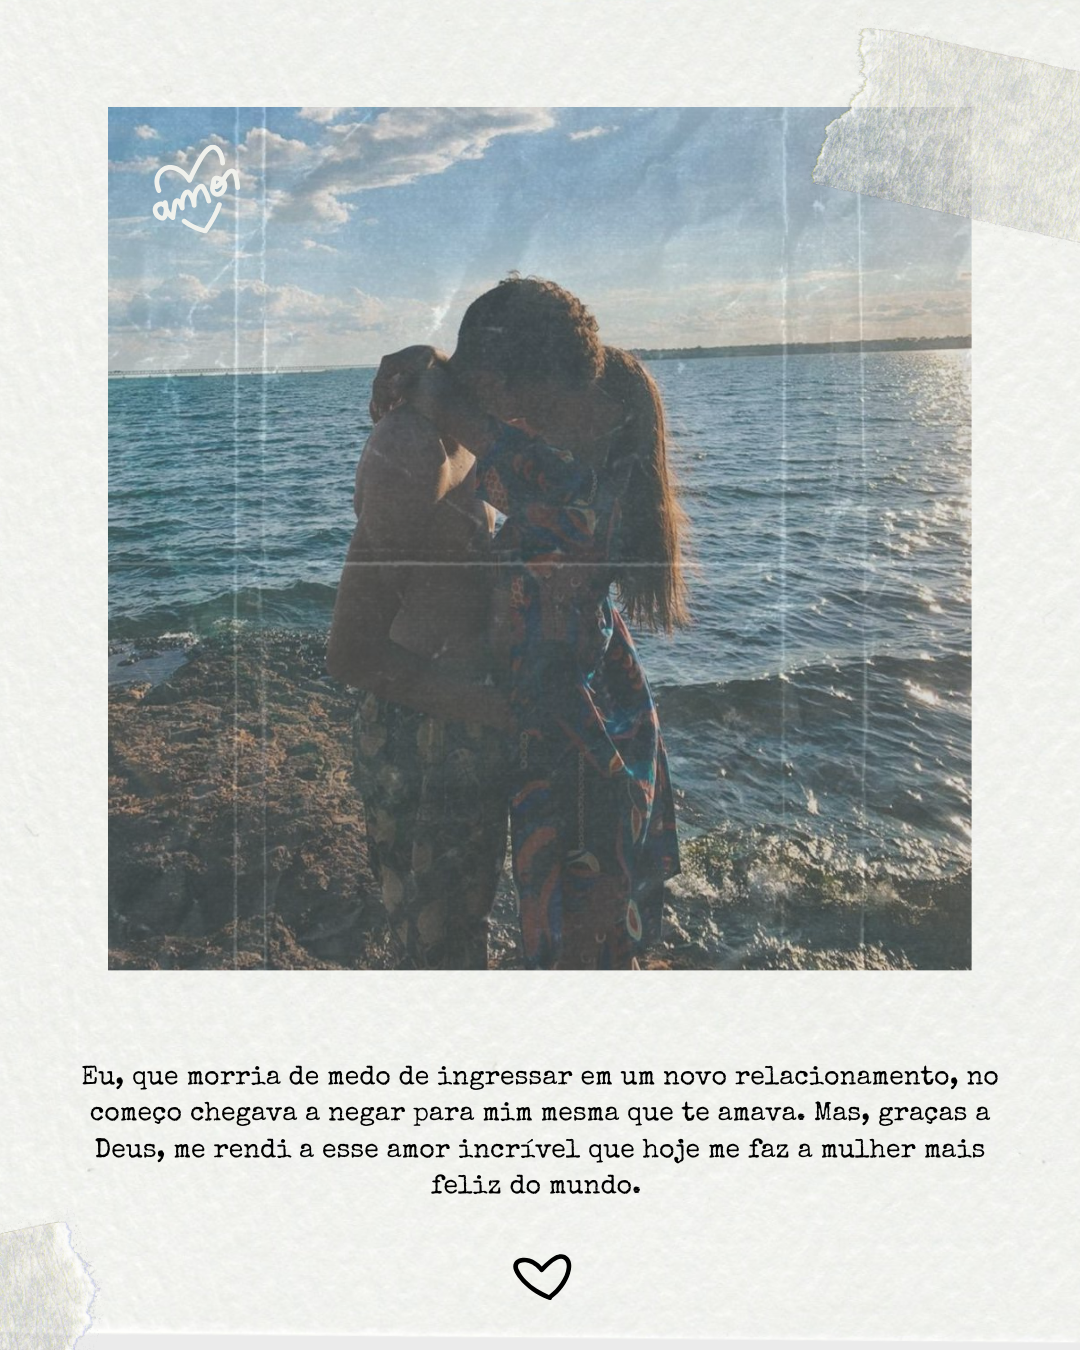 amor
Eu, que morria de medo de ingressar em um novo relacionamento, no
começo chegava a negar para mim mesma que te amava. Mas, graças a
Deus, me rendi a esse amor incrível que hoje me faz a mulher mais
feliz do mundo.